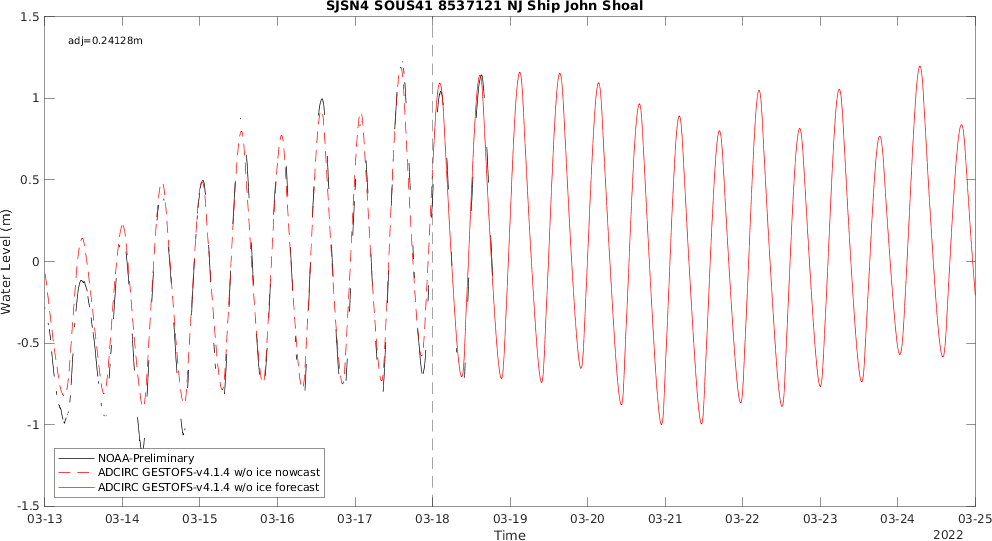 SJSN4 SOUS41 8537121 NJ Ship John Shoal
adj=0.24128m
1.5
1
0.5
0
-0.5
-1
-1.5
Water Level (m)
NOAA-Preliminary
ADCIRC GESTOFS-v4.1.4 w/o ice nowcast
ADCIRC GESTOFS-v4.1.4 w/o ice forecast
03-13 03-14 03-15 03-16 03-17 03-18 03-19 03-20 03-21 03-22 03-23 03-24 03-25
Time
2022